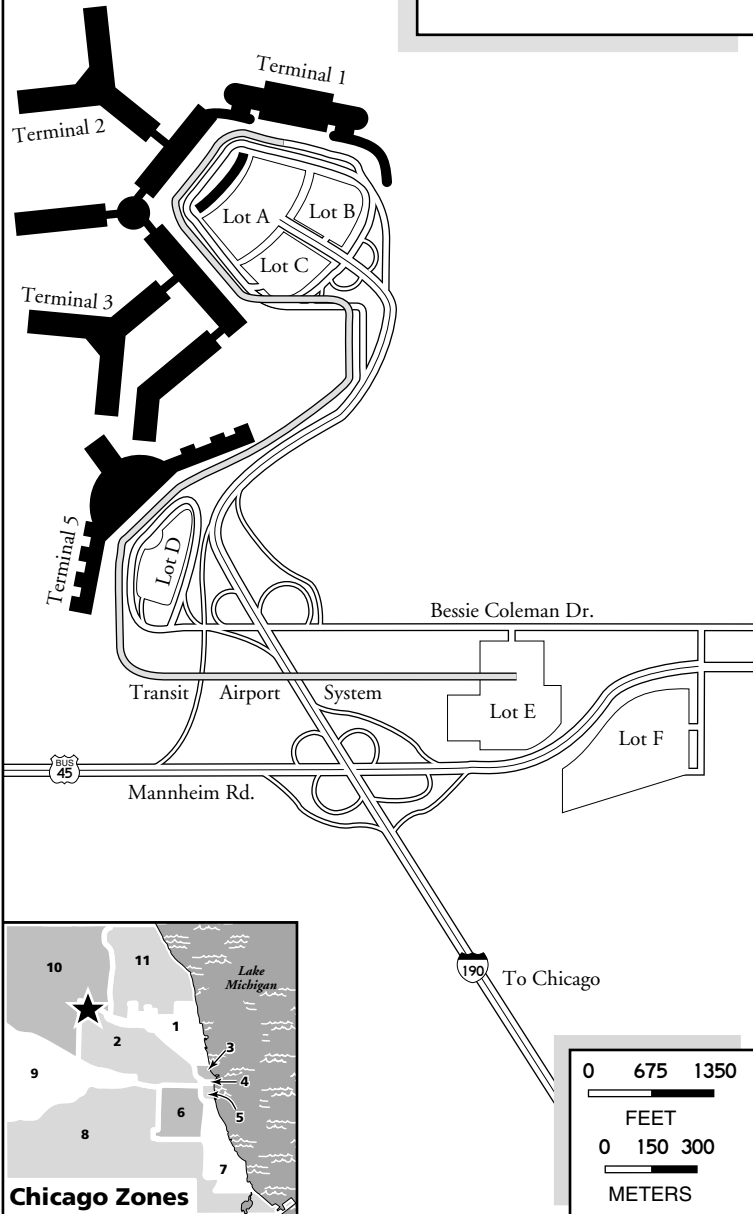 Terminal 1
Terminal 2
Lot A
Lot B
Lot C
Terminal 3
Terminal 5
Lot D
Bessie Coleman Dr.
Transit Airport System
Lot E
Lot F
BUS
45
Mannheim Rd.
190
To Chicago
10
11
Lake
Michigan
1
2
3
4
9
5
6
8
7
Chicago Zones
0 675 1350
FEET
0 150 300
METERS